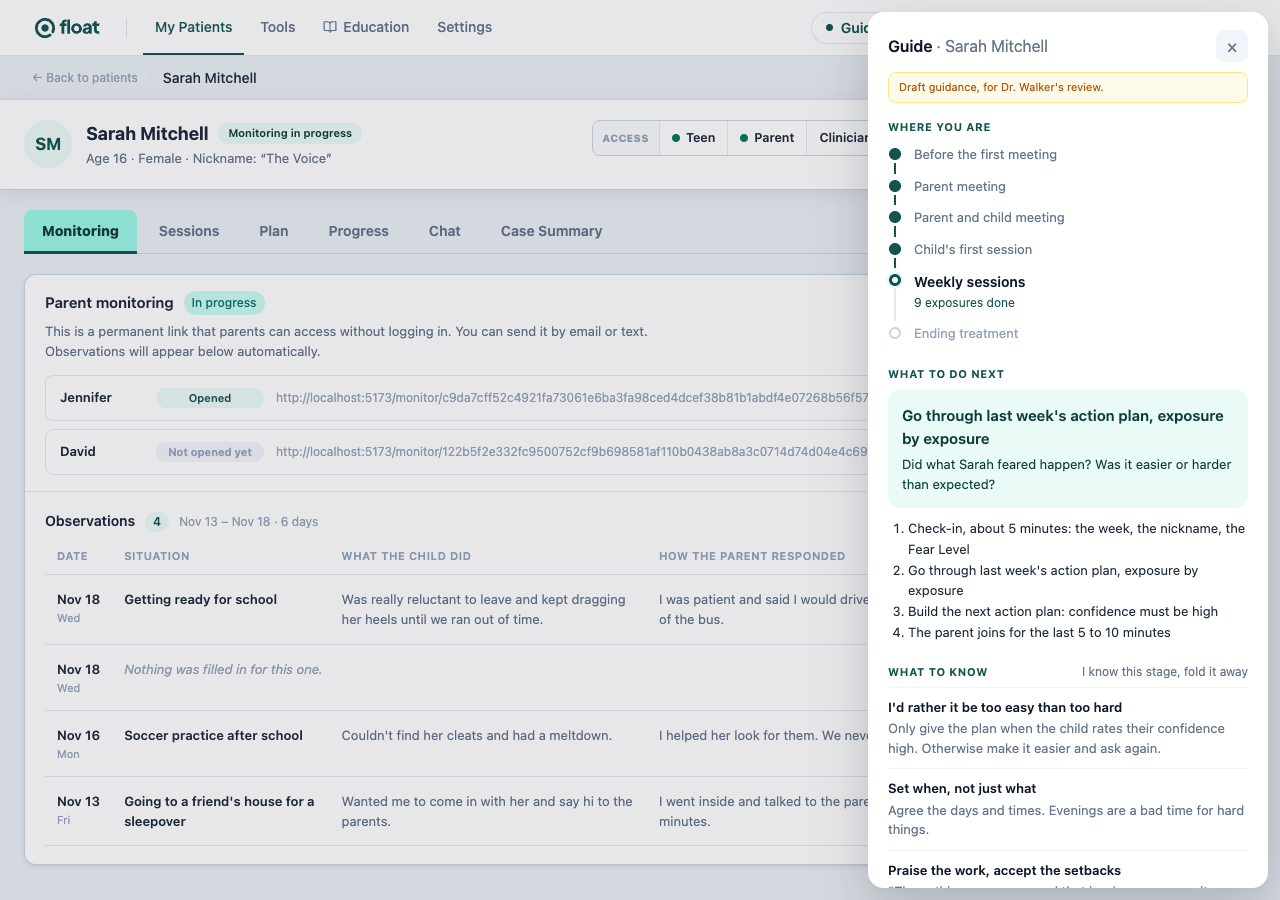 float
My Patients
Tools
Education
Settings
← Back to patients
Sarah Mitchell
SM
Sarah Mitchell
Monitoring in progress
Age 16 · Female · Nickname: “The Voice”
ACCESS
Teen
Parent
Monitoring
Sessions
Plan
Progress
Chat
Case Summary
Parent monitoring
In progress
This is a permanent link that parents can access without logging in. You can send it by email or text.
Observations will appear below automatically.
Jennifer
Opened
http://localhost:5173/monitor/c9da7cff52c4921fa73061e6ba3fa98ced4dcef38b81b1abdf4e07268b56f57
David
Not opened yet
http://localhost:5173/monitor/122b5f2e332fc9500752cf9b698581af110b0438ab8a3c0714d74d04e4c69
Observations
4
Nov 13 – Nov 18 · 6 days
DATE
SITUATION
WHAT THE CHILD DID
HOW THE PARENT RESPONDED
Nov 18
Wed
Getting ready for school
Was really reluctant to leave and kept dragging
her heels until we ran out of time.
I was patient and said I would drive
of the bus.
Nov 18
Wed
Nothing was filled in for this one.
Nov 16
Mon
Soccer practice after school
Couldn't find her cleats and had a meltdown.
I helped her look for them. We
Nov 13
Fri
Going to a friend's house for a
sleepover
Wanted me to come in with her and say hi to the
parents.
I went inside and talked to the
minutes.
Guide · Sarah Mitchell
Draft guidance, for Dr. Walker's review.
WHERE YOU ARE
Before the first meeting
Parent meeting
Parent and child meeting
Child's first session
Weekly sessions
9 exposures done
Ending treatment
WHAT TO DO NEXT
Go through last week's action plan, exposure
by exposure
Did what Sarah feared happen? Was it easier or harder
than expected?
1. Check-in, about 5 minutes: the week, the nickname, the
Fear Level
2. Go through last week's action plan, exposure by
exposure
3. Build the next action plan: confidence must be high
4. The parent joins for the last 5 to 10 minutes
WHAT TO KNOW
I know this stage, fold it away
I'd rather it be too easy than too hard
Only give the plan when the child rates their confidence
high. Otherwise make it easier and ask again.
Set when, not just what
Agree the days and times. Evenings are a bad time for hard
things.
Praise the work, accept the setbacks